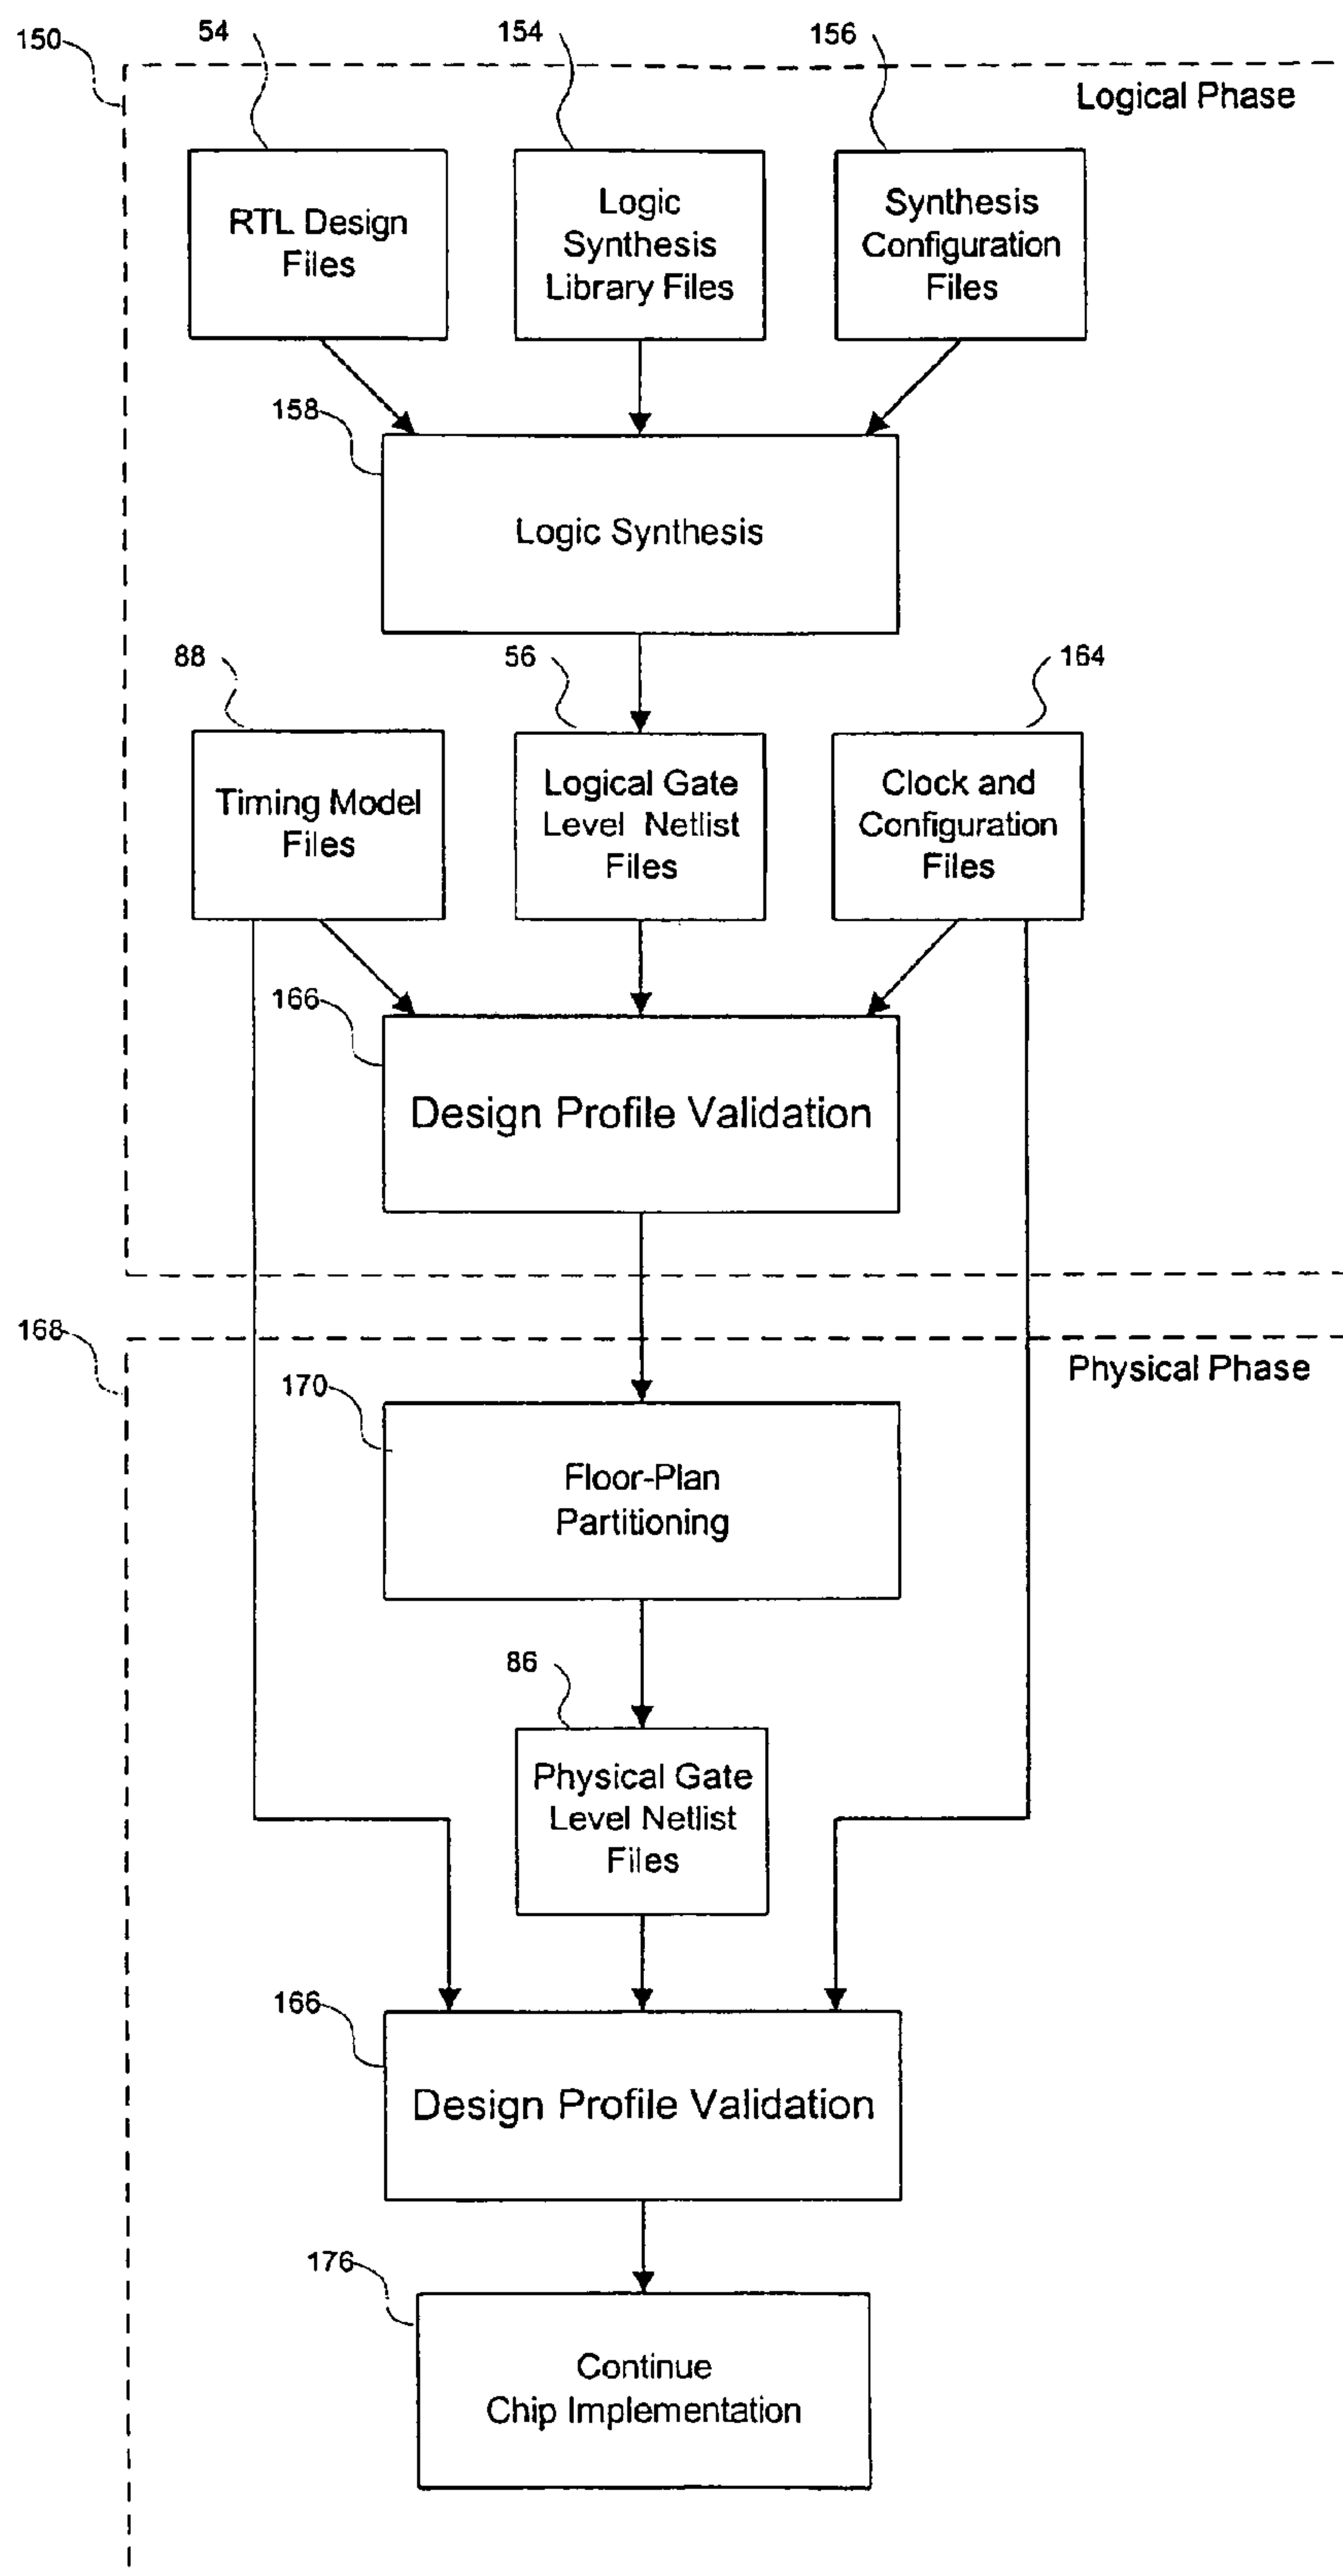 150
54
154
156
Logical Phase
RTL Design
Files
Logic
Synthesis
Library Files
Synthesis
Configuration
Files
158
Logic Synthesis
88
56
164
Timing Model
Files
Logical Gate
Level Netlist
Files
Clock and
Configuration
Files
166
Design Profile Validation
168
Physical Phase
170
Floor-Plan
Partitioning
86
Physical Gate
Level Netlist
Files
166
Design Profile Validation
176
Continue
Chip Implementation